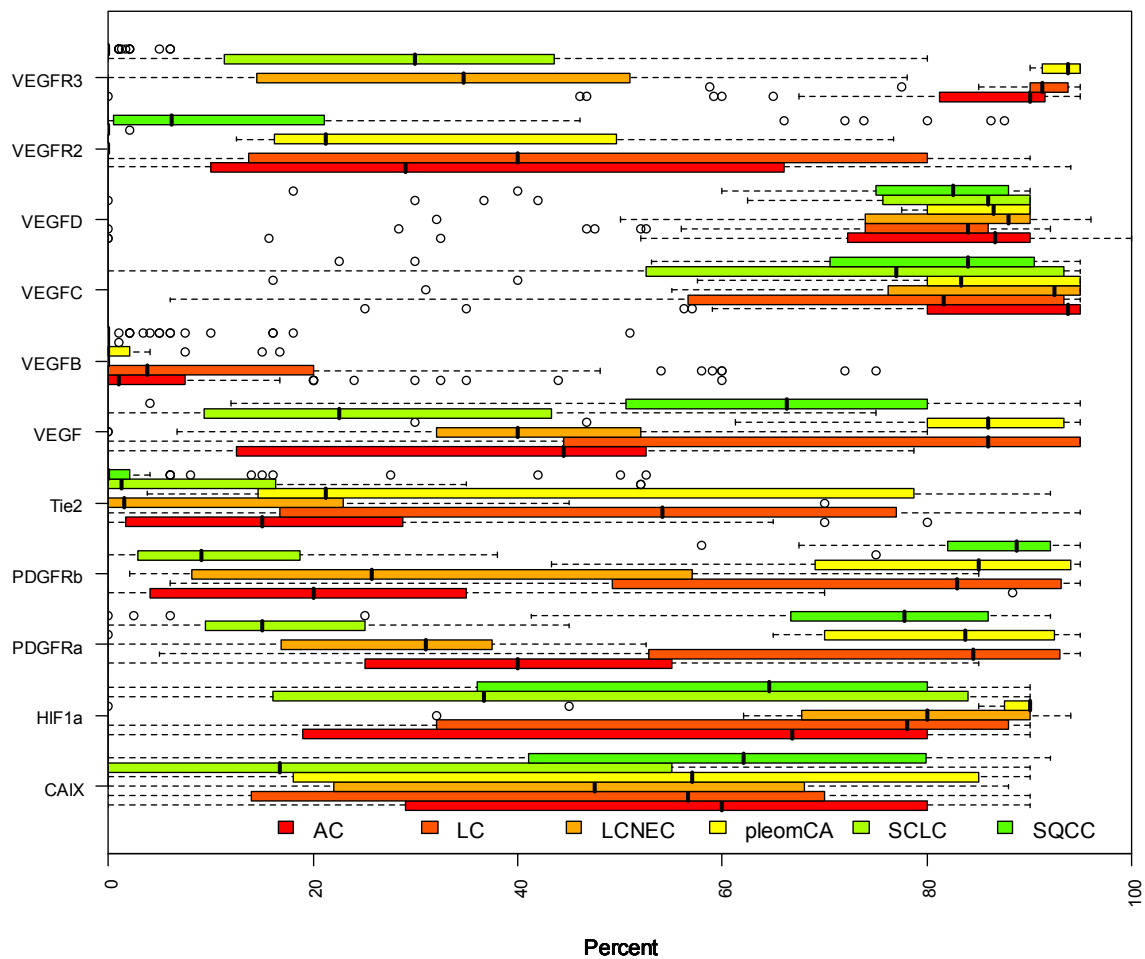 VEGFR3
VEGFR2
VEGFD
VEGFC
VEGFB
VEGF
Tie2
PDGFRb
PDGFRa
HIF1a
CAIX
AC LC LCNEC pleomCA SCLC SQCC
0 20 40 60 80 100
Percent